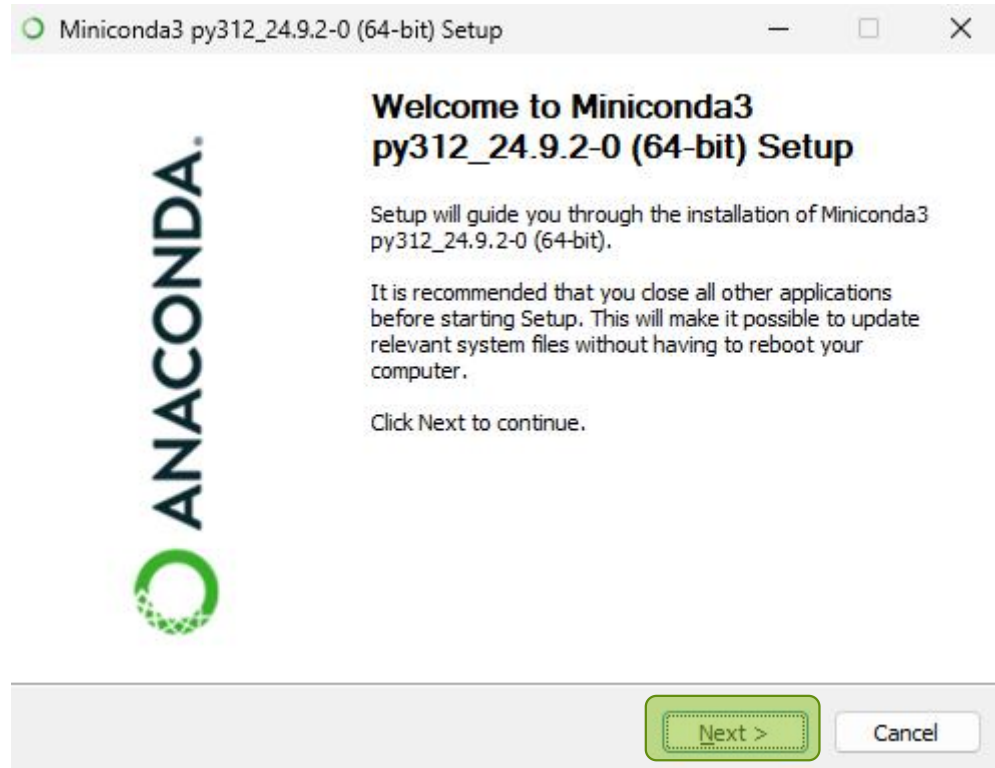 Miniconda3 py312_24.9.2-0 (64-bit) Setup
Welcome to Miniconda3
py312_24.9.2-0 (64-bit) Setup
Setup will guide you through the installation of Miniconda3
py312_24.9.2-0 (64-bit).
It is recommended that you close all other applications
before starting Setup. This will make it possible to update
relevant system files without having to reboot your
computer.
Click Next to continue.
ANACONDA.
Next >
Cancel